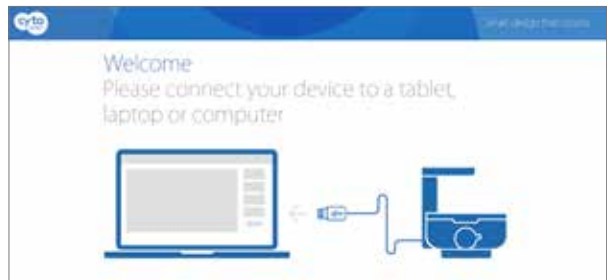 cyto
Welcome
Please connect your device to a tablet,
laptop or computer